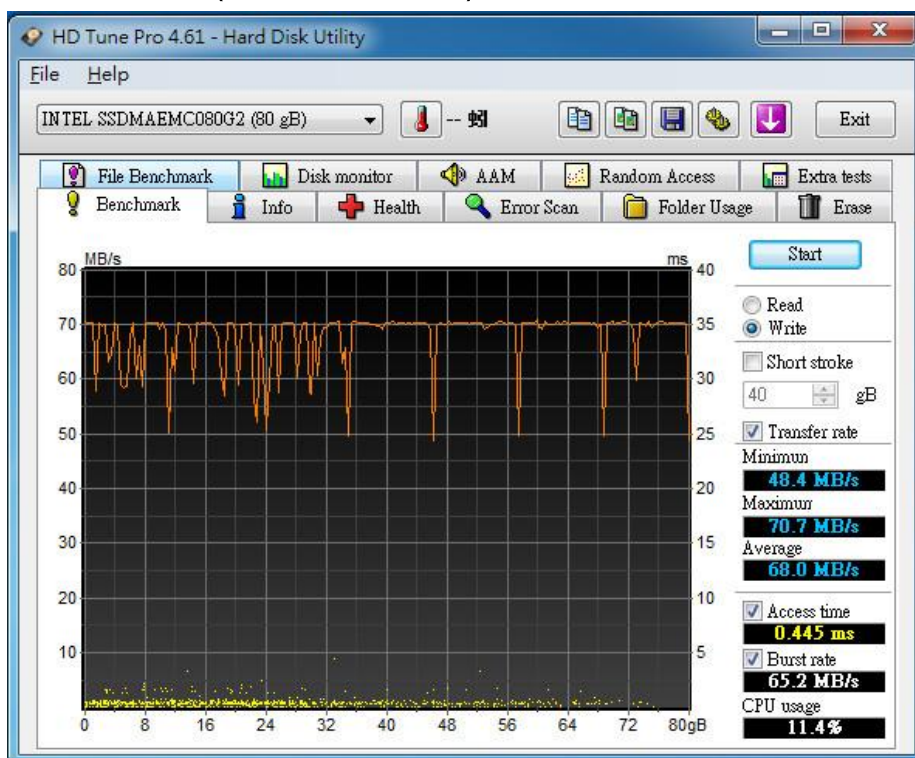 HD Tune Pro 4.61 - Hard Disk Utility
File Help
INTEL SSDMAEMC080G2 (80 gB) -- 蚓 Exit
File Benchmark Disk monitor AAM Random Access Extra tests
Benchmark Info Health Error Scan Folder Usage Erase
MB/s ms Start
80 40
Read
70 35 Write
Short stroke
60 30
40 gB
50 25 Transfer rate
Minimun
48.4 MB/s
40 20 Maximun
70.7 MB/s
30 15 Average
68.0 MB/s
20 10 Access time
0.445 ms
10 5 Burst rate
65.2 MB/s
CPU usage
0 8 16 24 32 40 48 56 64 72 80gB 11.4%